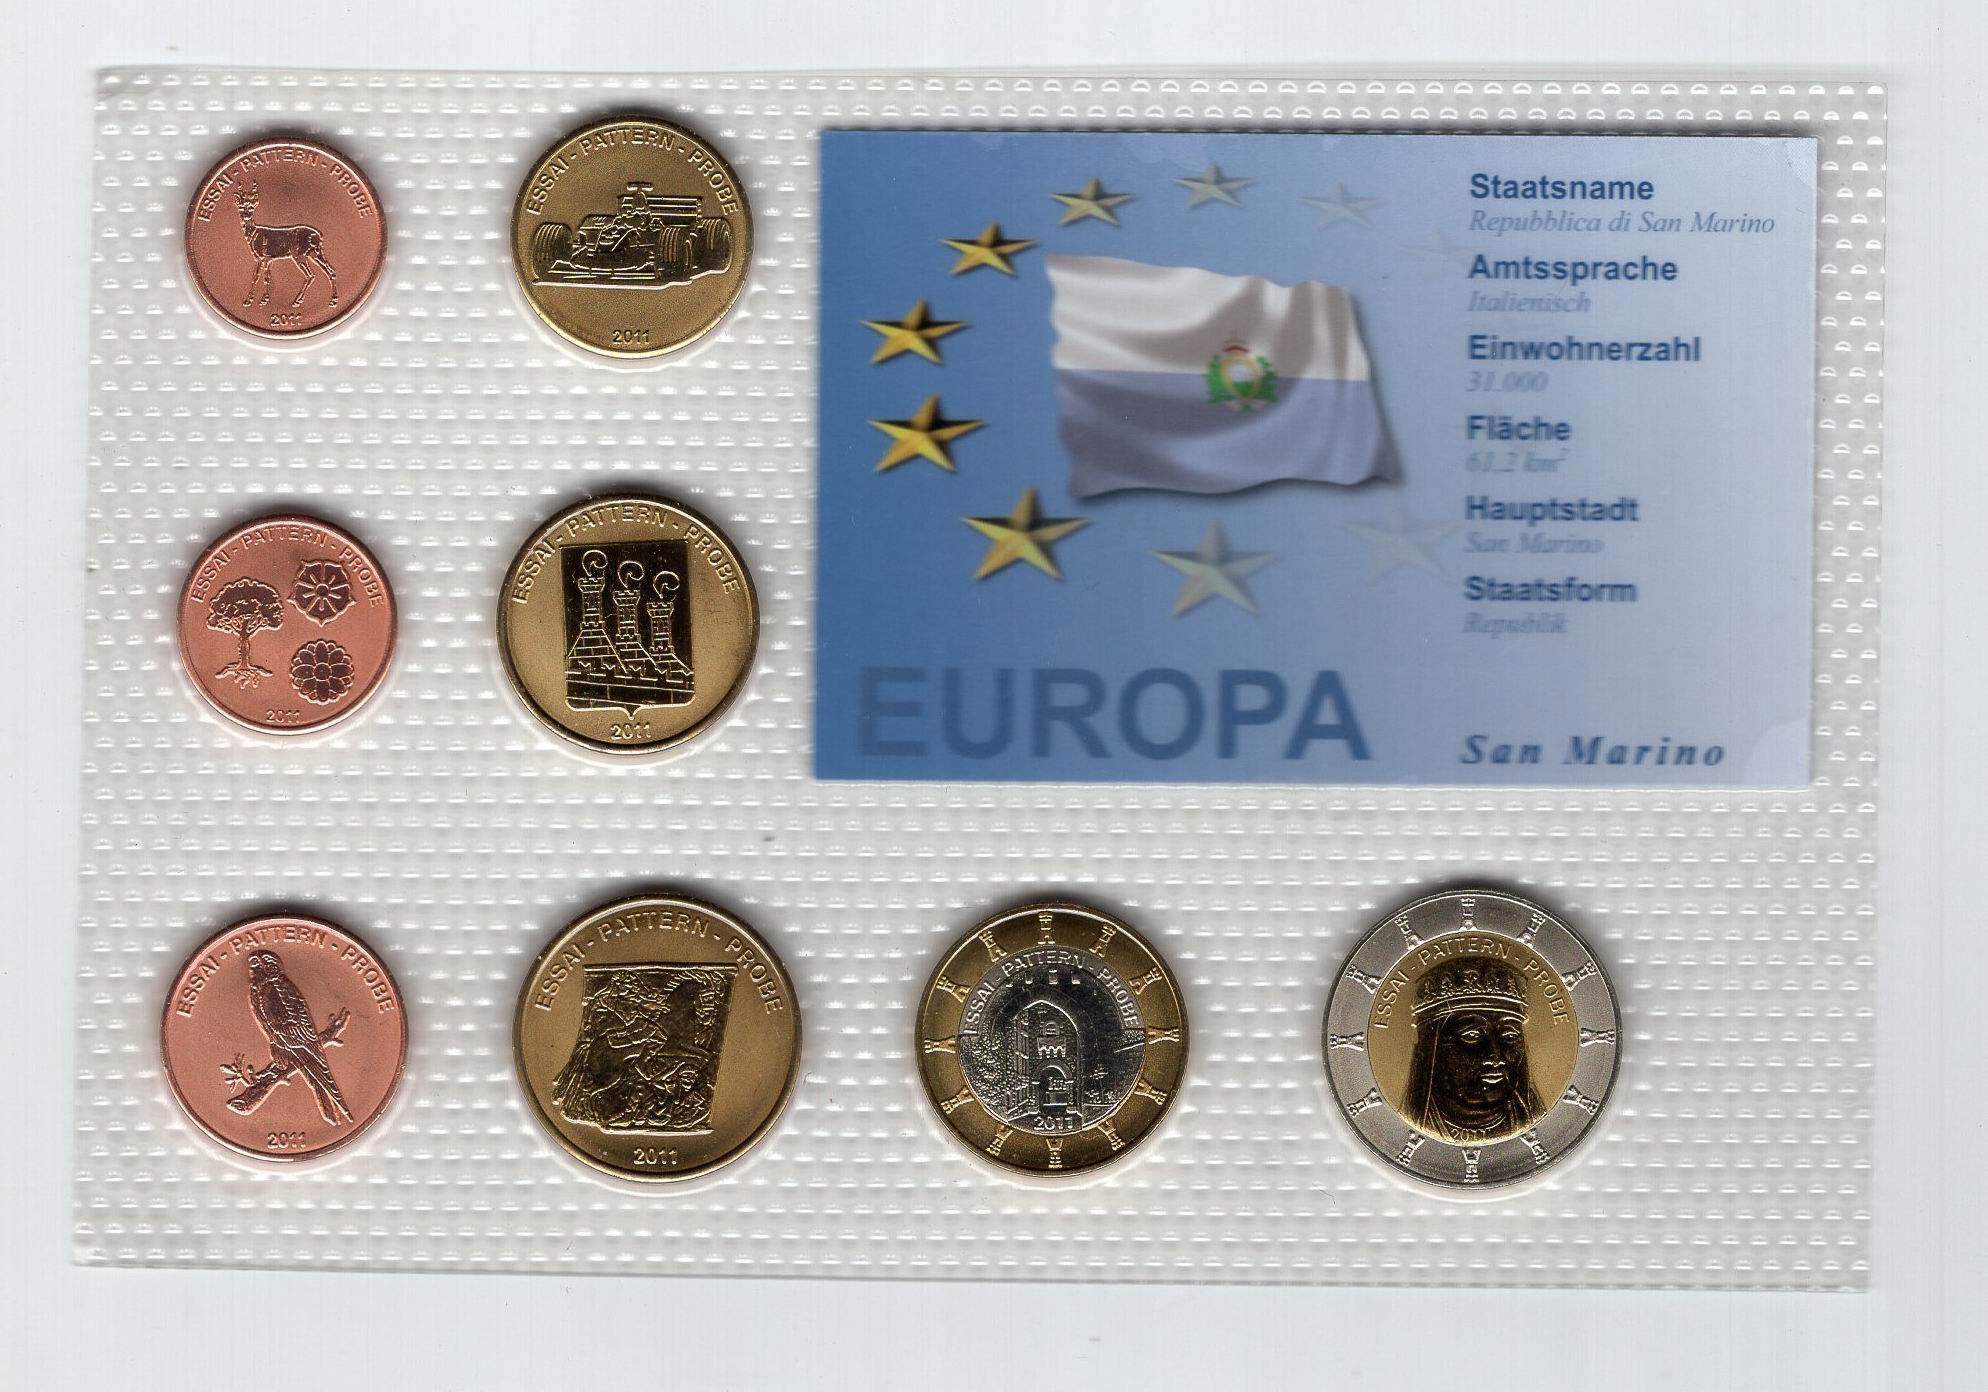 ESSAI - PATTERN - PROBE
2011
ESSAI - PATTERN - PROBE
2011
Staatsname
Repubblica di San Marino
Amtssprache
Italienisch
Einwohnerzahl
31.000
Fläche
61.2 km²
Hauptstadt
San Marino
Staatsform
Republik
EUROPA
San Marino
ESSAI - PATTERN - PROBE
2011
ESSAI - PATTERN - PROBE
2011
ESSAI - PATTERN - PROBE
2011
ESSAI - PATTERN - PROBE
2011
ESSAI - PATTERN - PROBE
2011
ESSAI - PATTERN - PROBE
2011